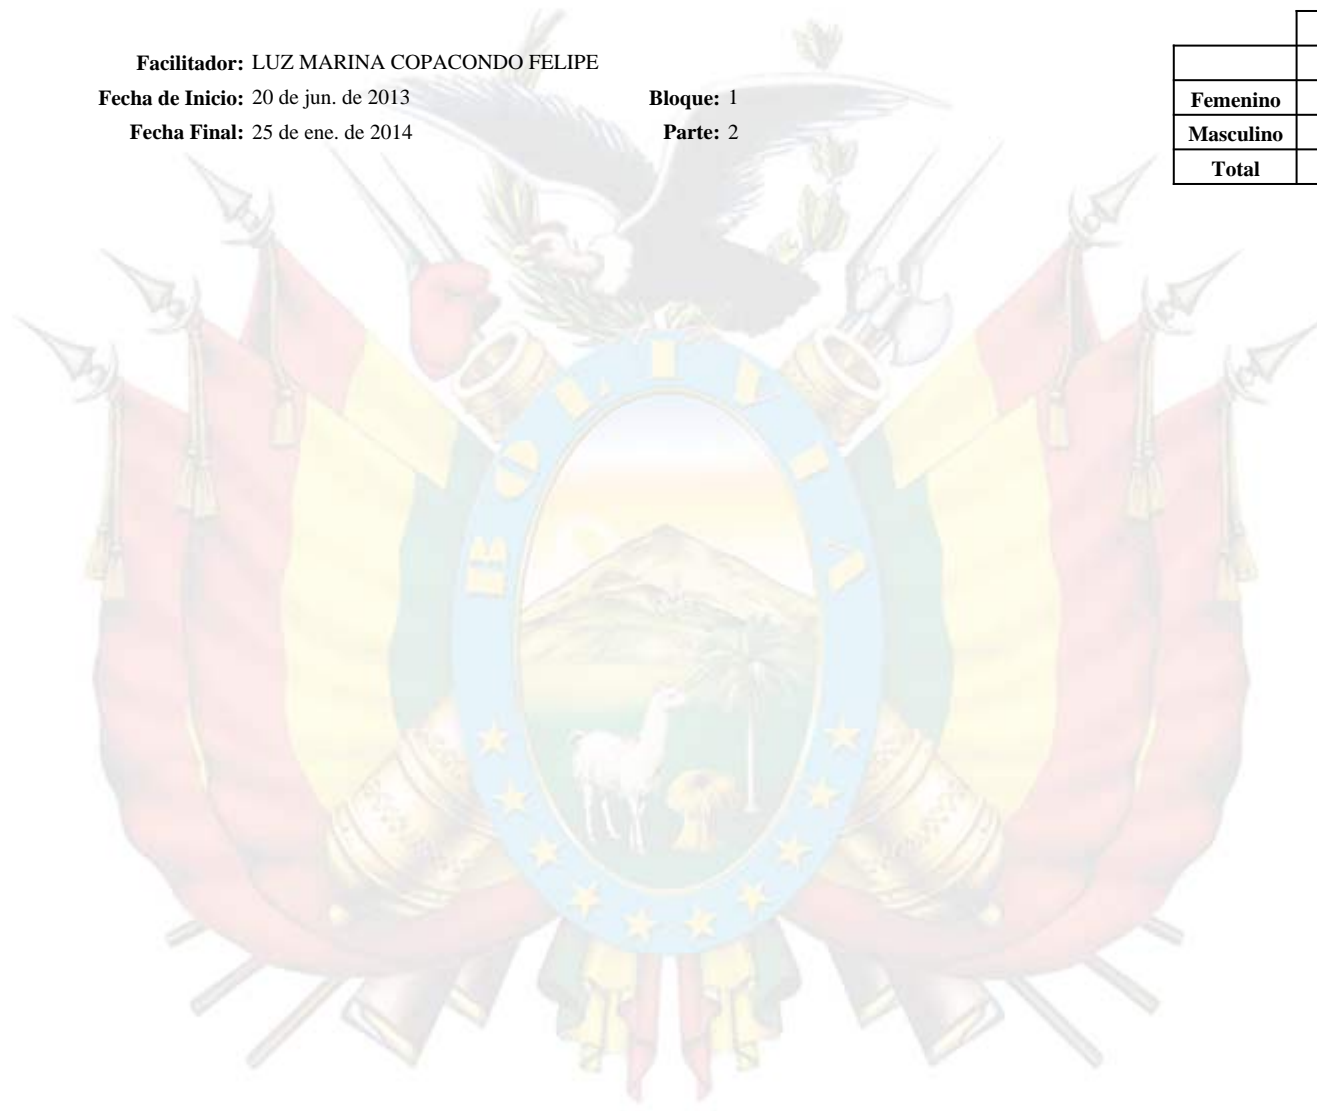 Facilitador: LUZ MARINA COPACONDO FELIPE
Fecha de Inicio: 20 de jun. de 2013 Bloque: 1
Fecha Final: 25 de ene. de 2014 Parte: 2
Femenino
Masculino
Total
BOLIVIA